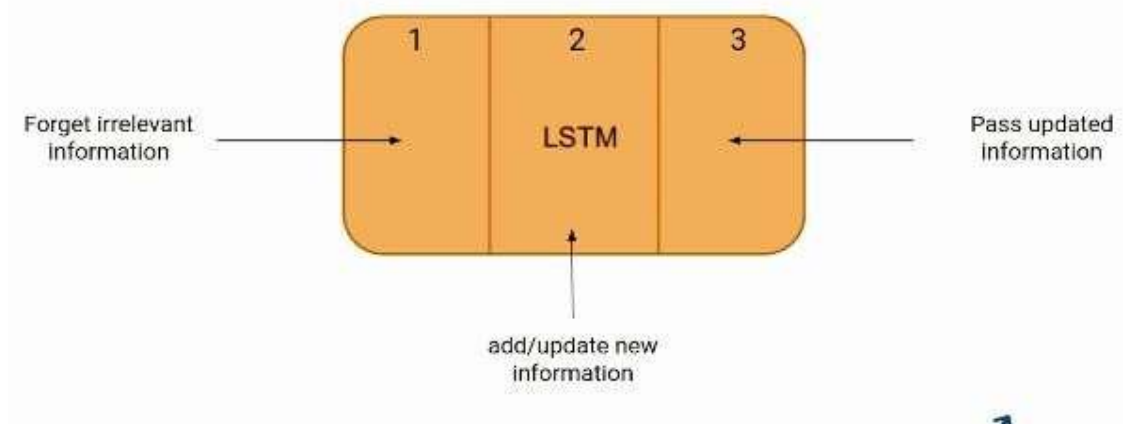 1
2
3
Forget irrelevant
information
LSTM
Pass updated
information
add/update new
information